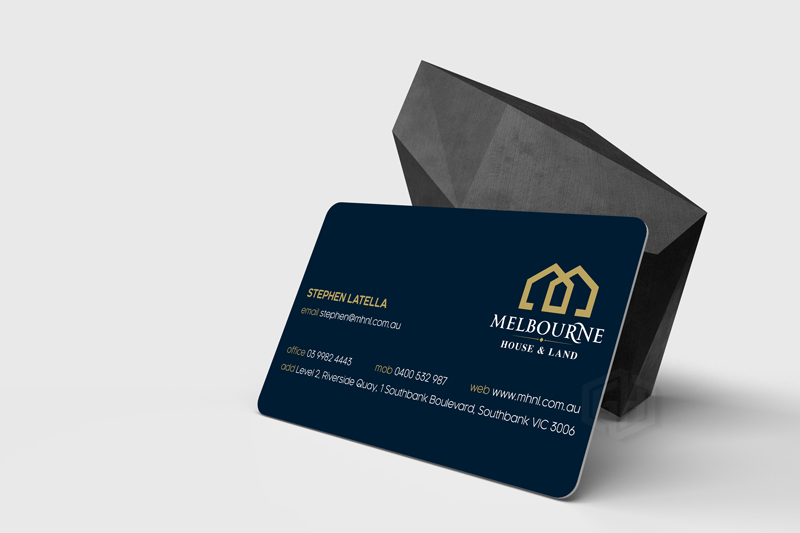 STEPHEN LATELLA
email stephen@mhnl.com.au
MELBOURNE
HOUSE & LAND
office 03 9982 4443 mob 0400 532 987 web www.mhnl.com.au
add Level 2, Riverside Quay, 1 Southbank Boulevard, Southbank VIC 3006